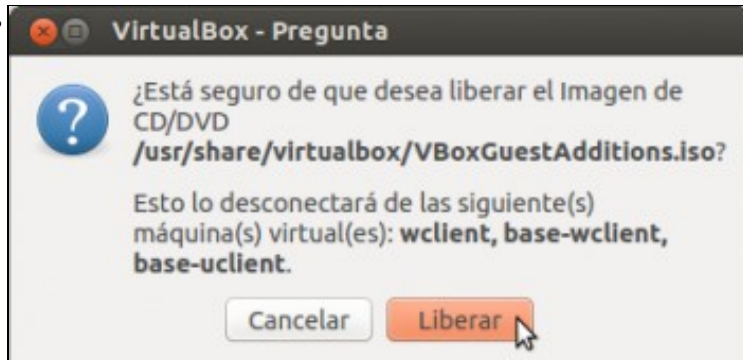 VirtualBox - Pregunta
¿Está seguro de que desea liberar el Imagen de
CD/DVD
/usr/share/virtualbox/VBoxGuestAdditions.iso?
Esto lo desconectará de las siguiente(s)
máquina(s) virtual(es): wclient, base-wclient,
base-uclient.
Cancelar Liberar